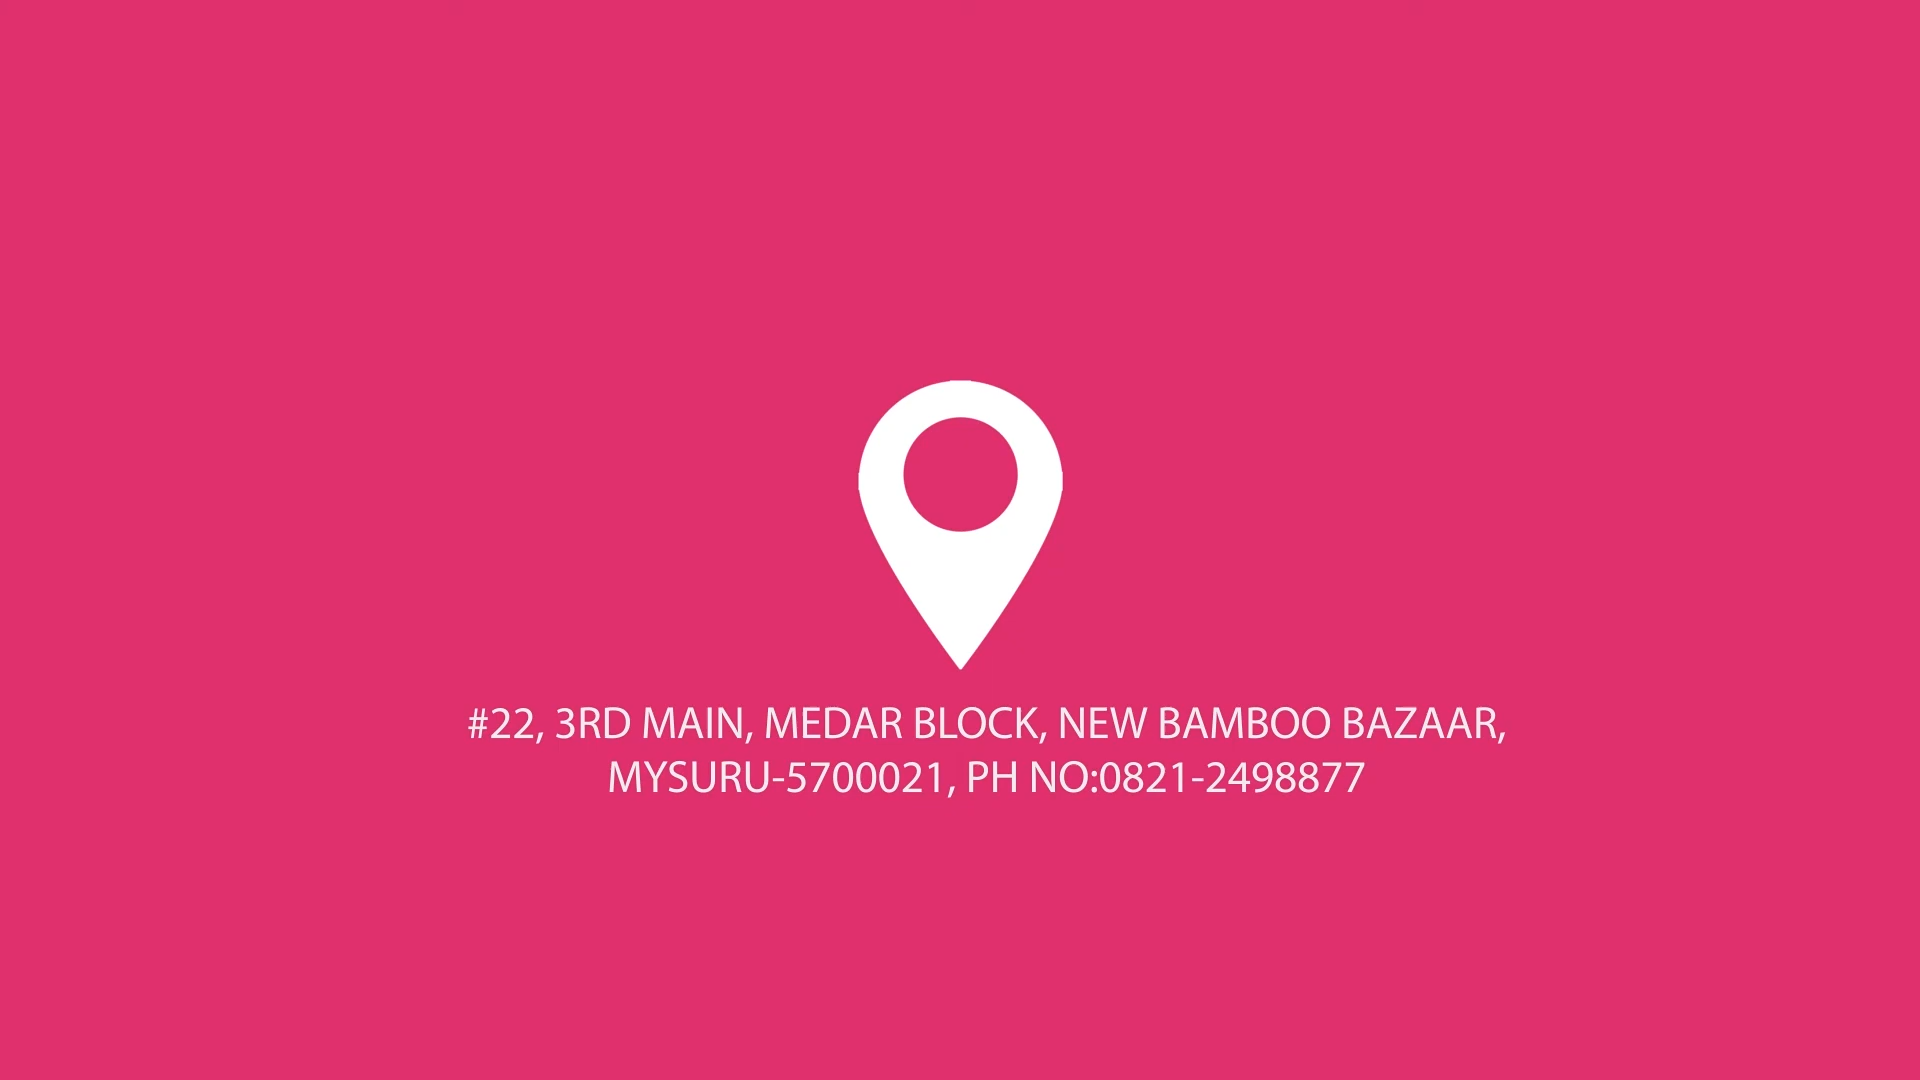 #22, 3RD MAIN, MEDAR BLOCK, NEW BAMBOO BAZAAR,
MYSURU-5700021, PH NO:0821-2498877